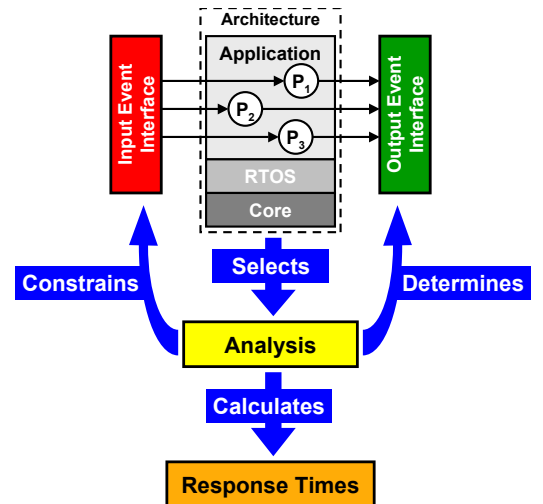 Architecture
Application
Input Event
Interface
P1
P2
P3
Output Event
Interface
RTOS
Core
Constrains
Selects
Determines
Analysis
Calculates
Response Times